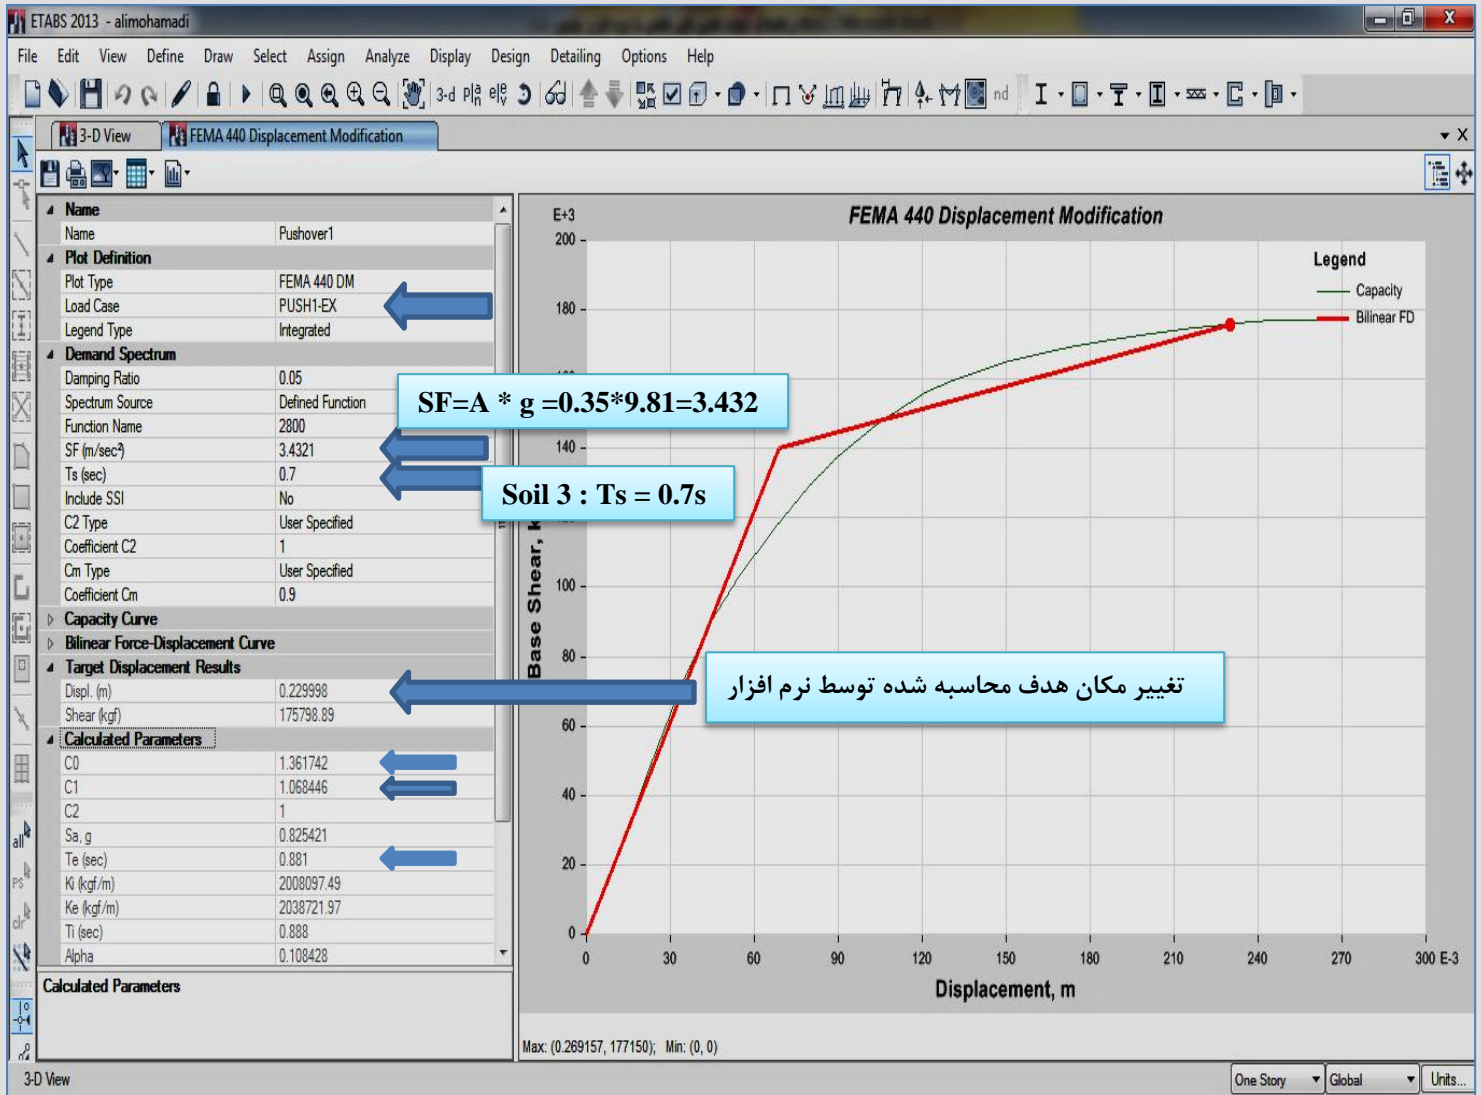 ETABS 2013 - alimohamadi
File Edit View Define Draw Select Assign Analyze Display Design Detailing Options Help
3-d
nd
3-D View
FEMA 440 Displacement Modification
Name
Name Pushover1
Plot Definition
Plot Type FEMA 440 DM
Load Case PUSH1-EX
Legend Type Integrated
Demand Spectrum
Damping Ratio 0.05
Spectrum Source Defined Function
Function Name 2800
SF (m/sec²) 3.4321
Ts (sec) 0.7
Include SSI No
C2 Type User Specified
Coefficient C2 1
Cm Type User Specified
Coefficient Cm 0.9
Capacity Curve
Bilinear Force-Displacement Curve
Target Displacement Results
Displ. (m) 0.229998
Shear (kgf) 175798.89
Calculated Parameters
C0 1.361742
C1 1.068446
C2 1
Sa, g 0.825421
Te (sec) 0.881
Ki (kgf/m) 2008097.49
Ke (kgf/m) 2038721.97
Ti (sec) 0.888
Alpha 0.108428
Calculated Parameters
all
PS
clr
SF=A * g =0.35*9.81=3.432
Soil 3 : Ts = 0.7s
تغییر مکان هدف محاسبه شده توسط نرم افزار
FEMA 440 Displacement Modification
E+3
200
180
140
100
80
60
40
20
0
Base Shear,
Legend
Capacity
Bilinear FD
0 30 60 90 120 150 180 210 240 270 300 E-3
Displacement, m
Max: (0.269157, 177150); Min: (0, 0)
3-D View
One Story Global Units...